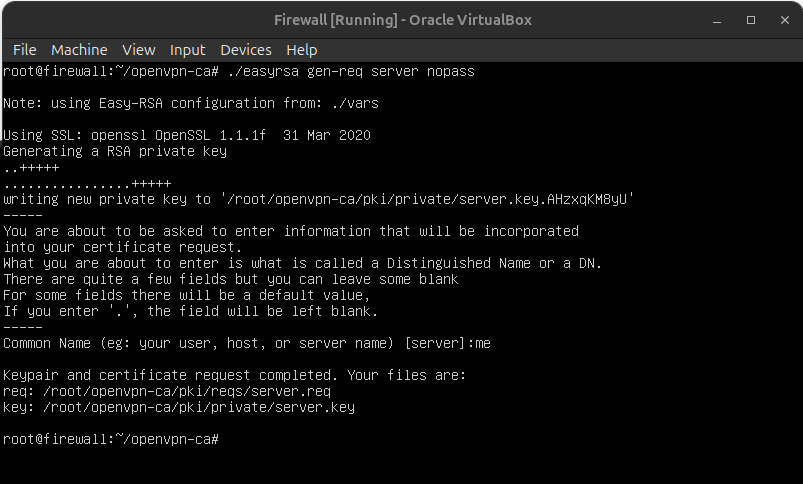 Firewall [Running] - Oracle VirtualBox
File Machine View Input Devices Help
root@firewall:~/openvpn-ca# ./easyrsa gen-req server nopass
Note: using Easy-RSA configuration from: ./vars
Using SSL: openssl OpenSSL 1.1.1f  31 Mar 2020
Generating a RSA private key
..+++++
................+++++
writing new private key to '/root/openvpn-ca/pki/private/server.key.AHzxqKM8yU'
-----
You are about to be asked to enter information that will be incorporated
into your certificate request.
What you are about to enter is what is called a Distinguished Name or a DN.
There are quite a few fields but you can leave some blank
For some fields there will be a default value,
If you enter '.', the field will be left blank.
-----
Common Name (eg: your user, host, or server name) [server]:me
Keypair and certificate request completed. Your files are:
req: /root/openvpn-ca/pki/reqs/server.req
key: /root/openvpn-ca/pki/private/server.key
root@firewall:~/openvpn-ca#